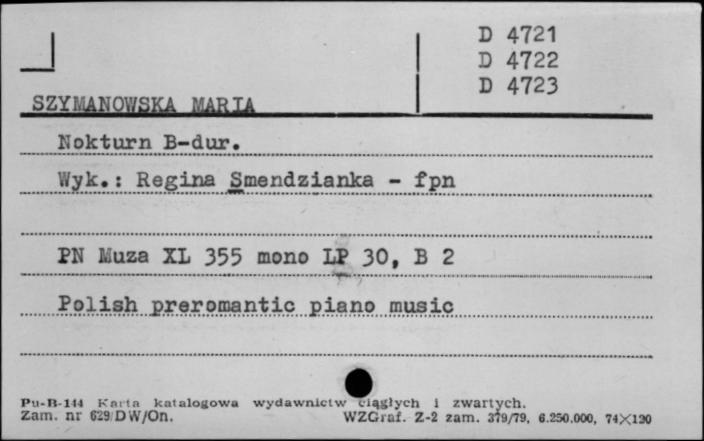 D 4721
D 4722
D 4723
SZYMANOWSKA MARIA
Nokturn B-dur.
Wyk.: Regina Smendzianka - fpn
PN Muza XL 355 mono LP 30, B 2
Polish preromantic piano music
Pu-B-144 Karta katalogowa wydawnictw ciągłych i zwartych.
Zam. nr 629/DW/On. WZGraf. Z-2 zam. 379/79, 6.250.000, 74×120